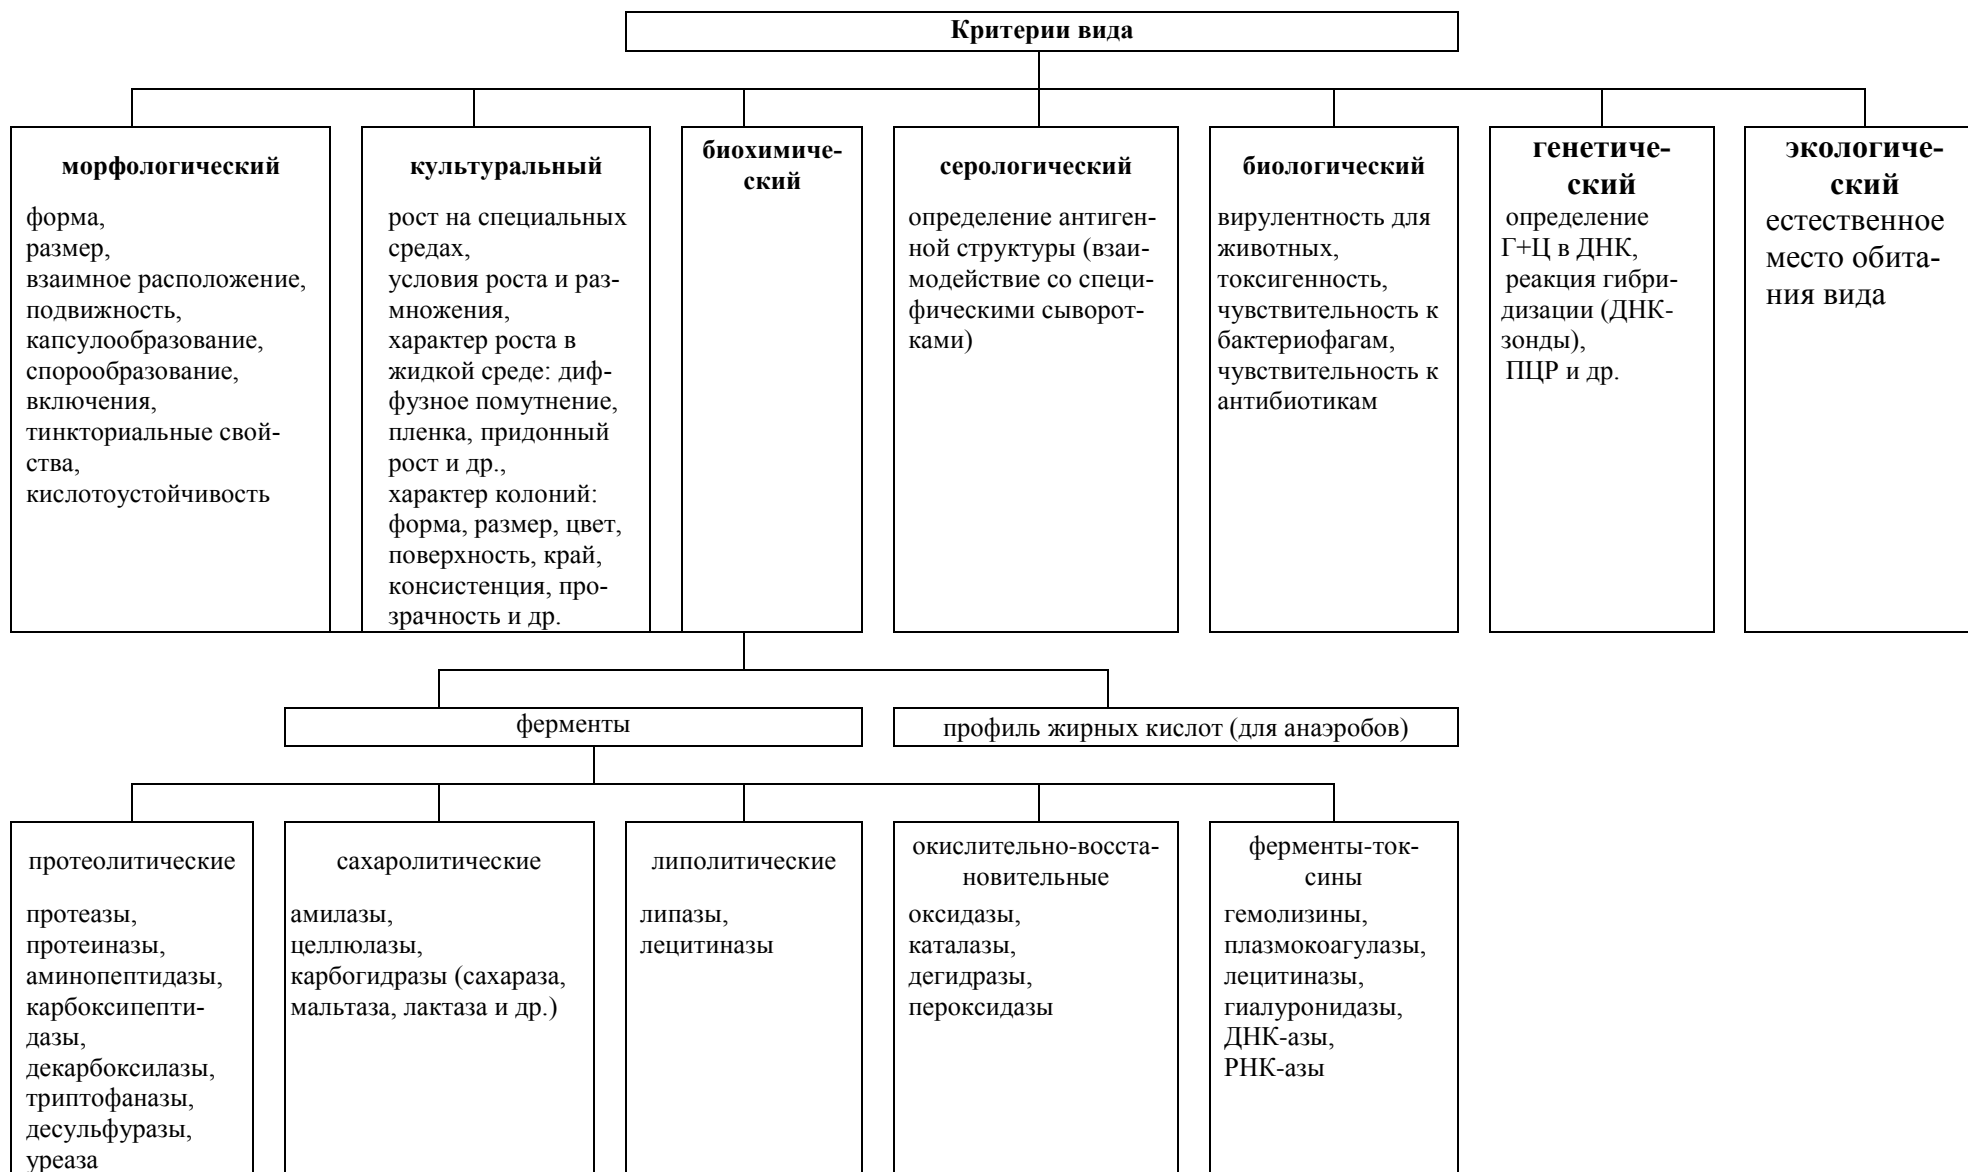 Критерии вида
морфологический
форма,
размер,
взаимное расположение,
подвижность,
капсулообразование,
спорообразование,
включения,
тинкториальные свой-
ства,
кислотоустойчивость
культуральный
рост на специальных
средах,
условия роста и раз-
множения,
характер роста в
жидкой среде: диф-
фузное помутнение,
пленка, придонный
рост и др.,
характер колоний:
форма, размер, цвет,
поверхность, край,
консистенция, про-
зрачность и др.
биохимиче-
ский
серологический
определение антиген-
ной структуры (взаи-
модействие со специ-
фическими сыворот-
ками)
биологический
вирулентность для
животных,
токсигенность,
чувствительность к
бактериофагам,
чувствительность к
антибиотикам
генетиче-
ский
определение
Г+Ц в ДНК,
реакция гибри-
дизации (ДНК-
зонды),
ПЦР и др.
экологиче-
ский
естественное
место обита-
ния вида
ферменты
профиль жирных кислот (для анаэробов)
протеолитические
протеазы,
протеиназы,
аминопептидазы,
карбоксипепти-
дазы,
декарбоксилазы,
триптофаназы,
десульфуразы,
уреаза
сахаролитические
амилазы,
целлюлазы,
карбогидразы (сахараза,
мальтаза, лактаза и др.)
липолитические
липазы,
лецитиназы
окислительно-восста-
новительные
оксидазы,
каталазы,
дегидразы,
пероксидазы
ферменты-ток-
сины
гемолизины,
плазмокоагулазы,
лецитиназы,
гиалуронидазы,
ДНК-азы,
РНК-азы